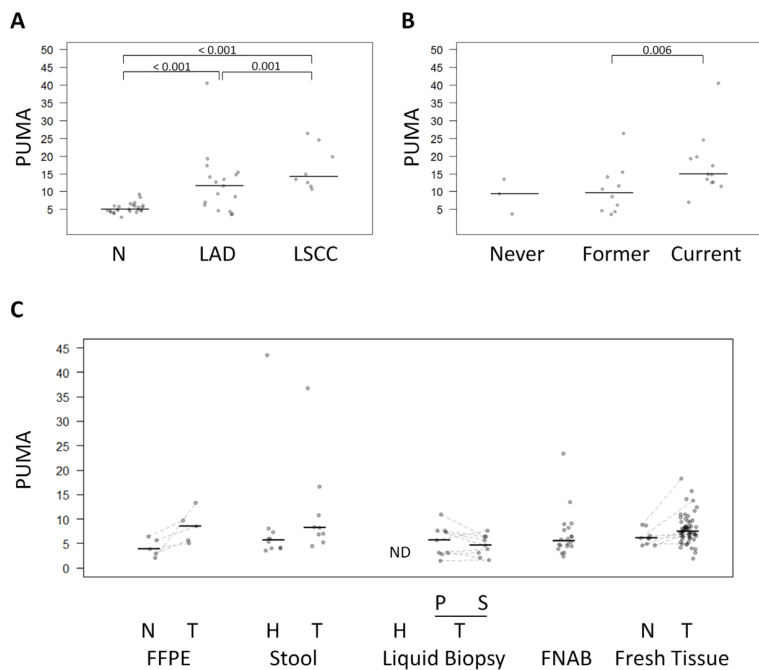 A
PUMA
50
45
40
35
30
25
20
15
10
5
< 0.001
< 0.001 0.001
N LAD LSCC
B
PUMA
50
45
40
35
30
25
20
15
10
5
0.006
Never Former Current
C
PUMA
45
40
35
30
25
20
15
10
5
0
ND
P S
N T H T H T N T
FFPE Stool Liquid Biopsy FNAB Fresh Tissue